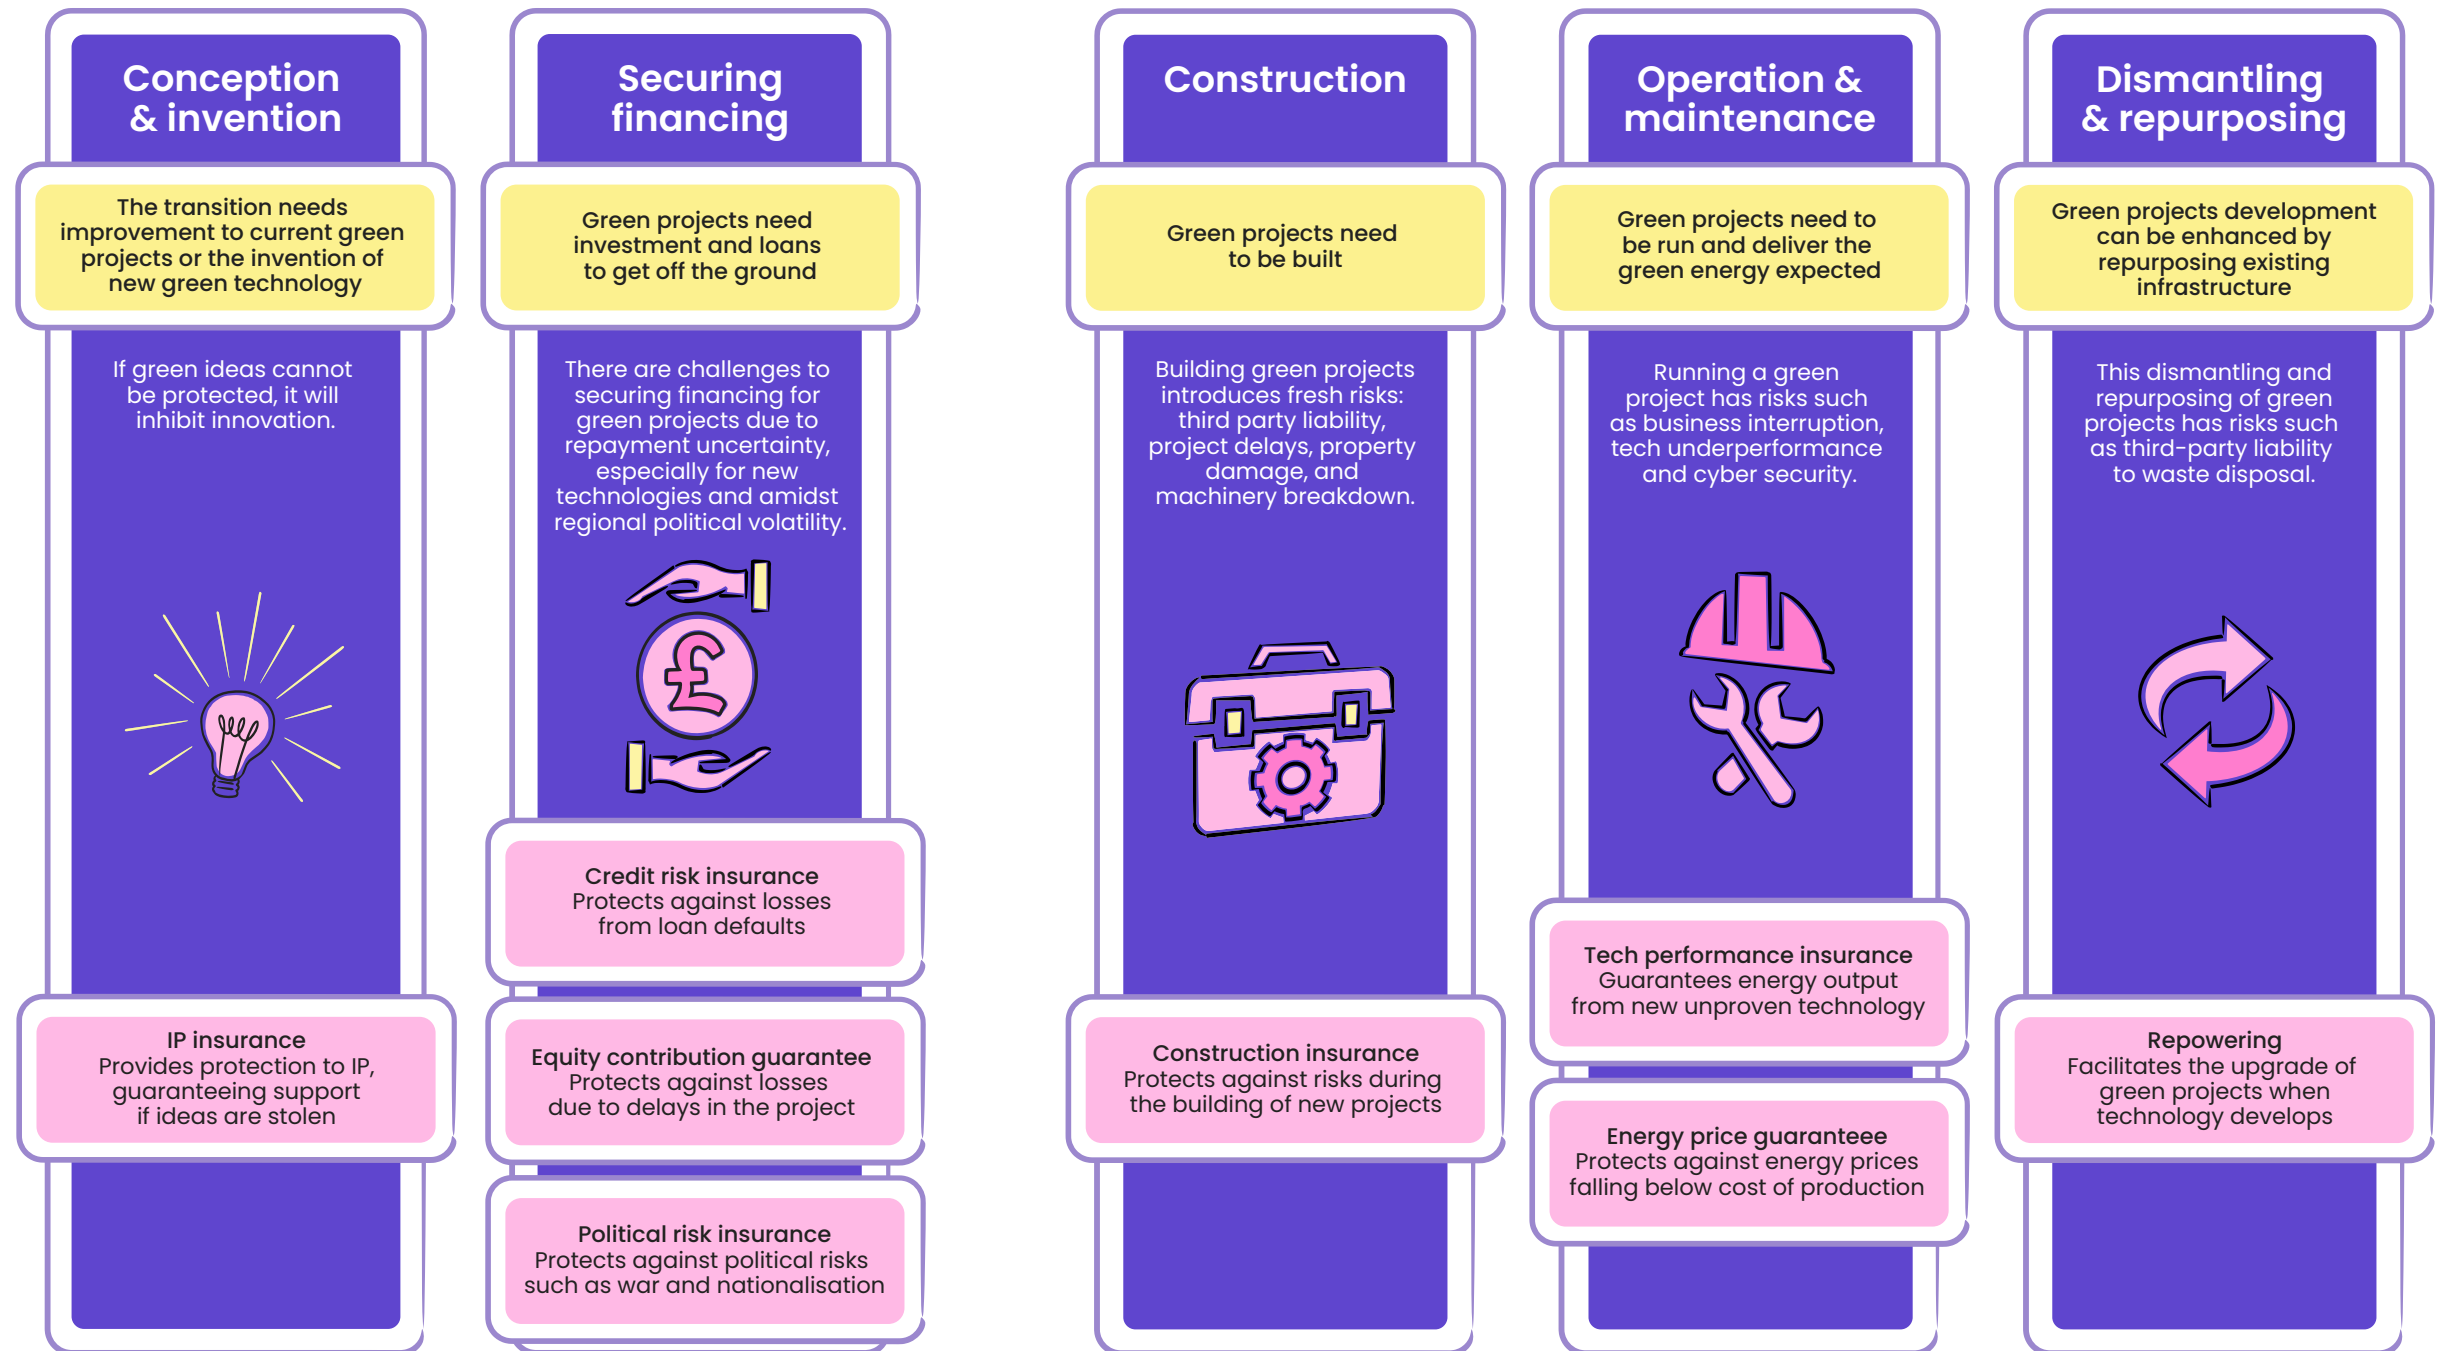 Conception
& invention
The transition needs
improvement to current green
projects or the invention of
new green technology
If green ideas cannot
be protected, it will
inhibit innovation.
IP insurance
Provides protection to IP,
guaranteeing support
if ideas are stolen
Securing
financing
Green projects need
investment and loans
to get off the ground
There are challenges to
securing financing for
green projects due to
repayment uncertainty,
especially for new
technologies and amidst
regional political volatility.
£
Credit risk insurance
Protects against losses
from loan defaults
Equity contribution guarantee
Protects against losses
due to delays in the project
Political risk insurance
Protects against political risks
such as war and nationalisation
Construction
Green projects need
to be built
Building green projects
introduces fresh risks:
third party liability,
project delays, property
damage, and
machinery breakdown.
Construction insurance
Protects against risks during
the building of new projects
Operation &
maintenance
Green projects need to
be run and deliver the
green energy expected
Running a green
project has risks such
as business interruption,
tech underperformance
and cyber security.
Tech performance insurance
Guarantees energy output
from new unproven technology
Energy price guaranteee
Protects against energy prices
falling below cost of production
Dismantling
& repurposing
Green projects development
can be enhanced by
repurposing existing
infrastructure
This dismantling and
repurposing of green
projects has risks such
as third-party liability
to waste disposal.
Repowering
Facilitates the upgrade of
green projects when
technology develops